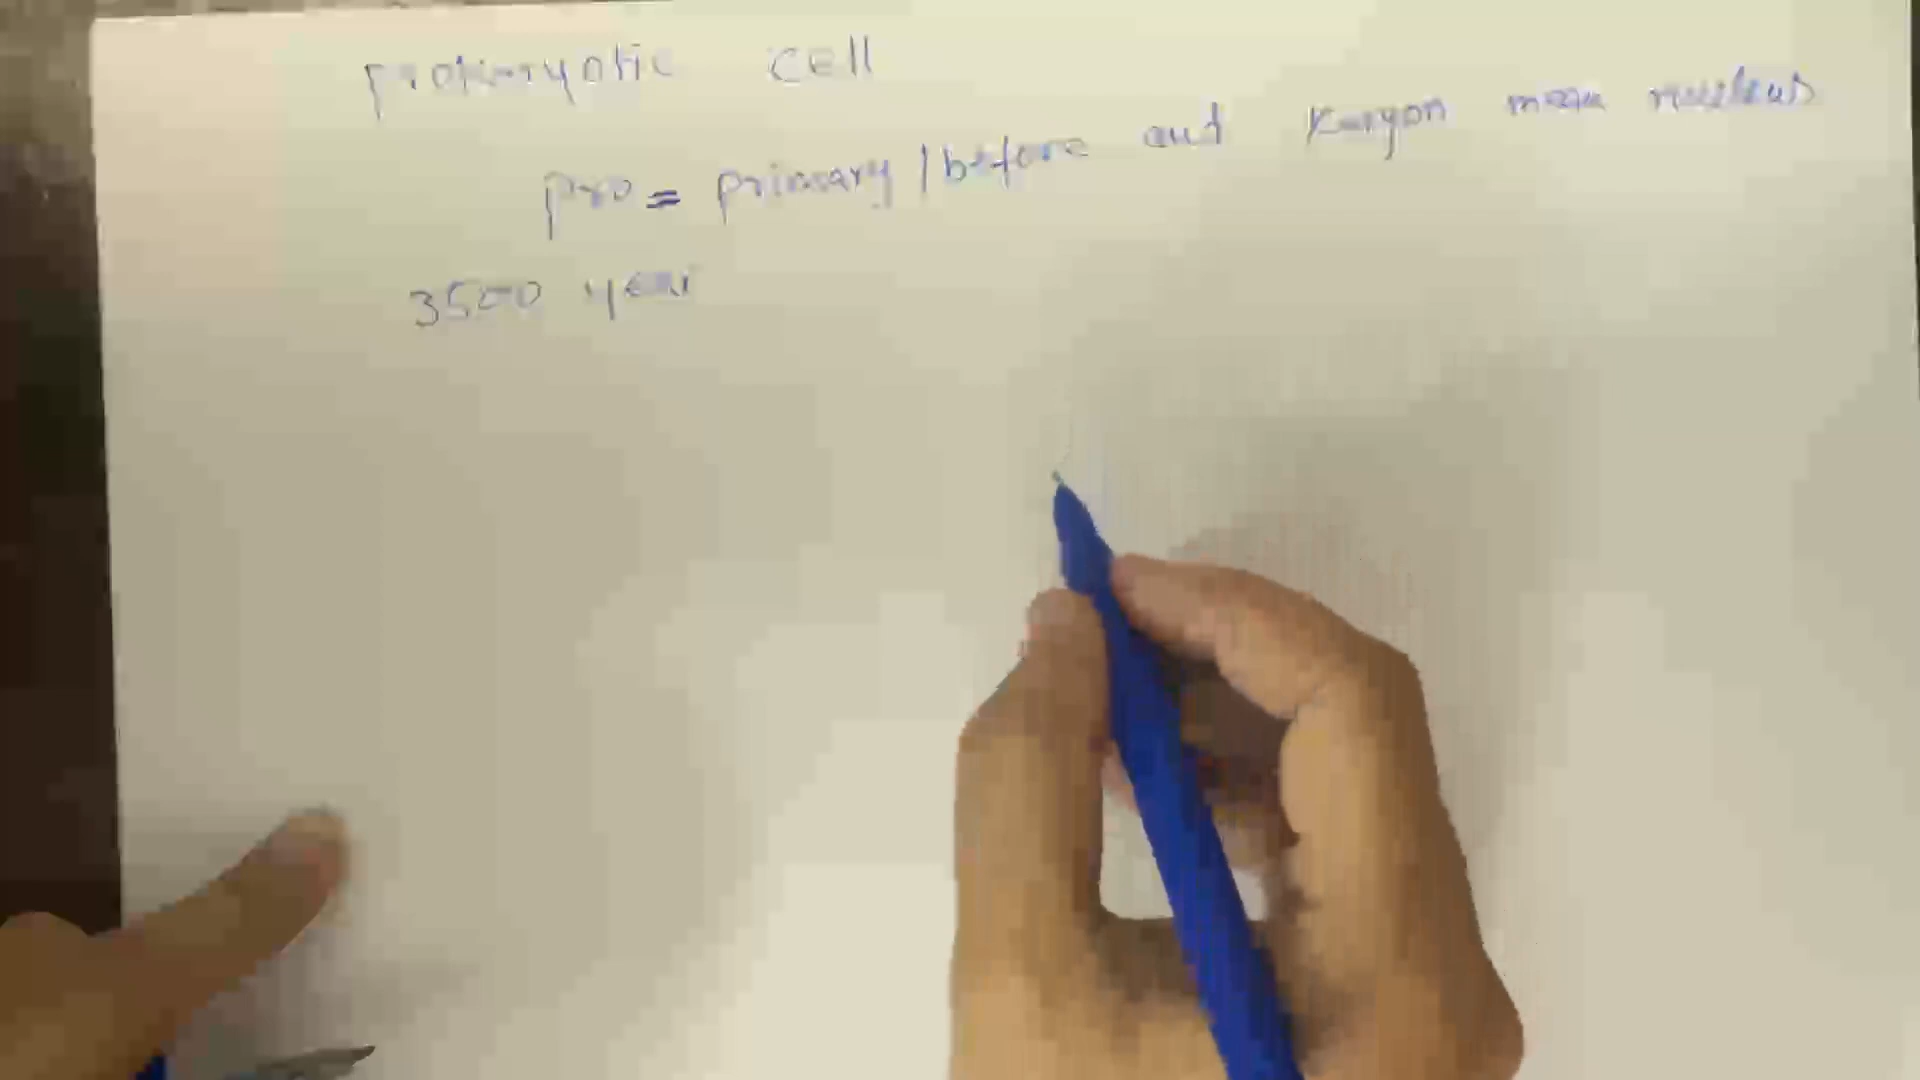 prokaryotic cell
pro = primary / before and Karyon mean nucleus
3500 year